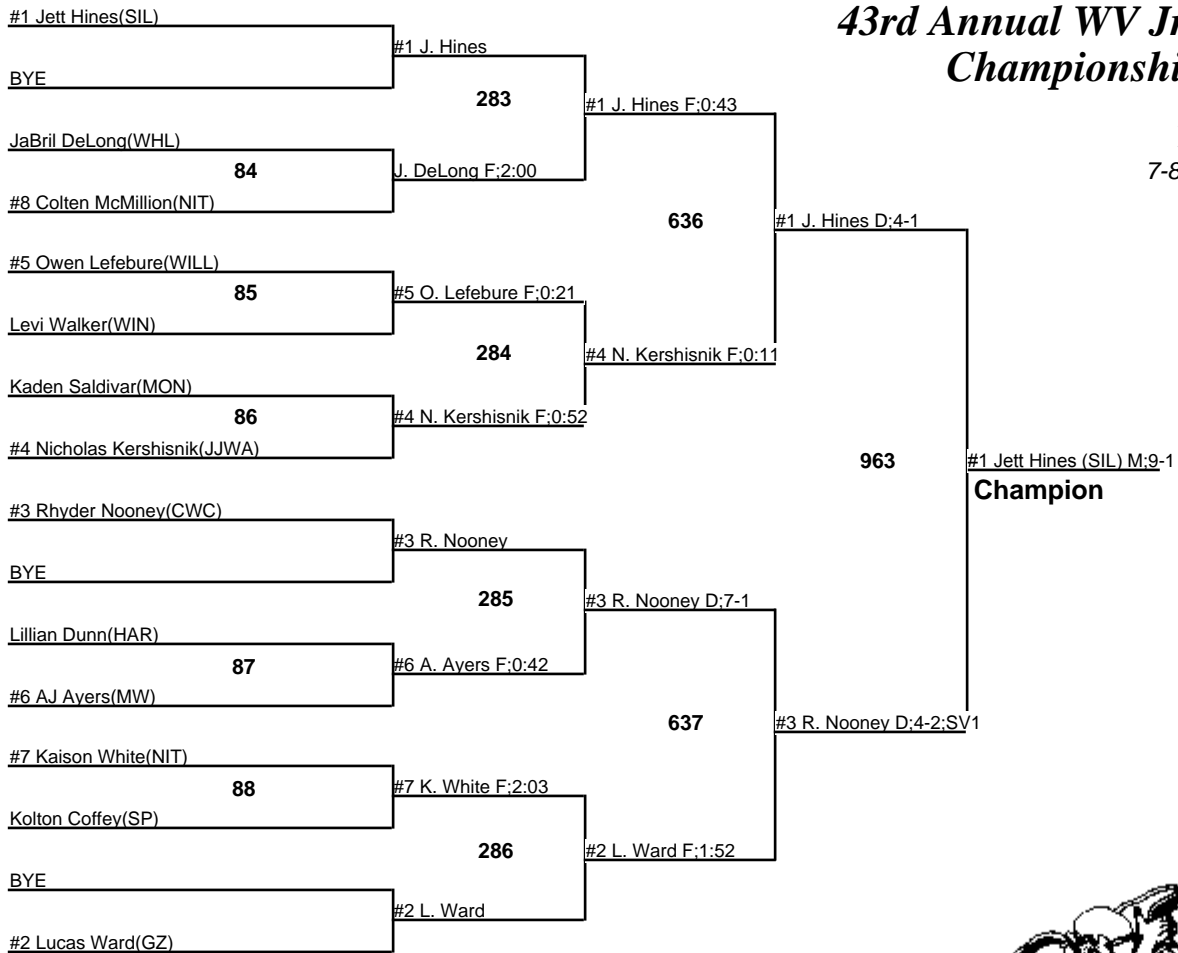 43rd Annual WV Jr
Championshi
7-8
#1 Jett Hines(SIL)
#1 J. Hines
BYE
283
#1 J. Hines F;0:43
JaBril DeLong(WHL)
84
J. DeLong F;2:00
#8 Colten McMillion(NIT)
636
#1 J. Hines D;4-1
#5 Owen Lefebure(WILL)
85
#5 O. Lefebure F;0:21
Levi Walker(WIN)
284
#4 N. Kershisnik F;0:11
Kaden Saldivar(MON)
86
#4 N. Kershisnik F;0:52
#4 Nicholas Kershisnik(JJWA)
963
#1 Jett Hines (SIL) M;9-1
Champion
#3 Rhyder Nooney(CWC)
#3 R. Nooney
BYE
285
#3 R. Nooney D;7-1
Lillian Dunn(HAR)
87
#6 A. Ayers F;0:42
#6 AJ Ayers(MW)
637
#3 R. Nooney D;4-2;SV1
#7 Kaison White(NIT)
88
#7 K. White F;2:03
Kolton Coffey(SP)
286
#2 L. Ward F;1:52
BYE
#2 L. Ward
#2 Lucas Ward(GZ)